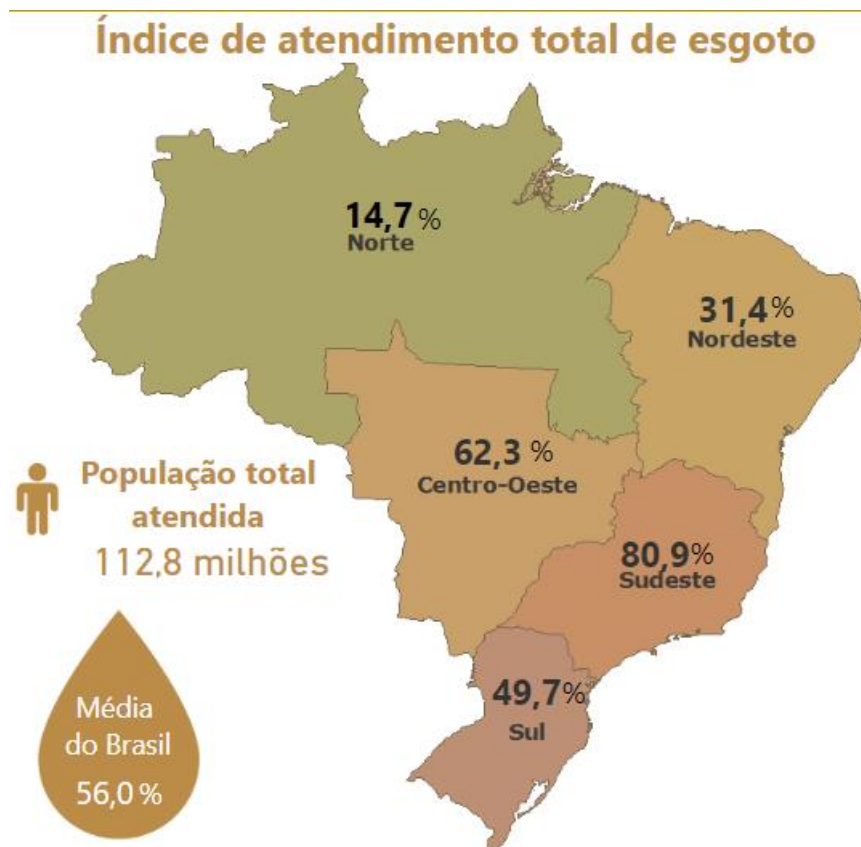 Índice de atendimento total de esgoto
14,7 %
Norte
31,4%
Nordeste
62,3 %
Centro-Oeste
População total
atendida
112,8 milhões
80,9%
Sudeste
49,7%
Sul
Média
do Brasil
56,0 %